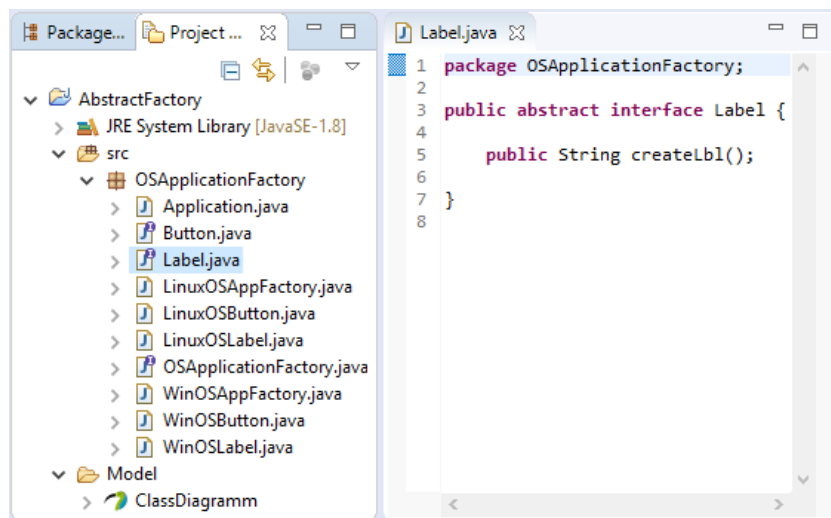 Package...
Project ...
AbstractFactory
JRE System Library [JavaSE-1.8]
src
OSApplicationFactory
Application.java
Button.java
Label.java
LinuxOSAppFactory.java
LinuxOSButton.java
LinuxOSLabel.java
OSApplicationFactory.java
WinOSAppFactory.java
WinOSButton.java
WinOSLabel.java
Model
ClassDiagramm
Label.java
1 package OSApplicationFactory;
2
3 public abstract interface Label {
4
5 public String createLbl();
6
7 }
8